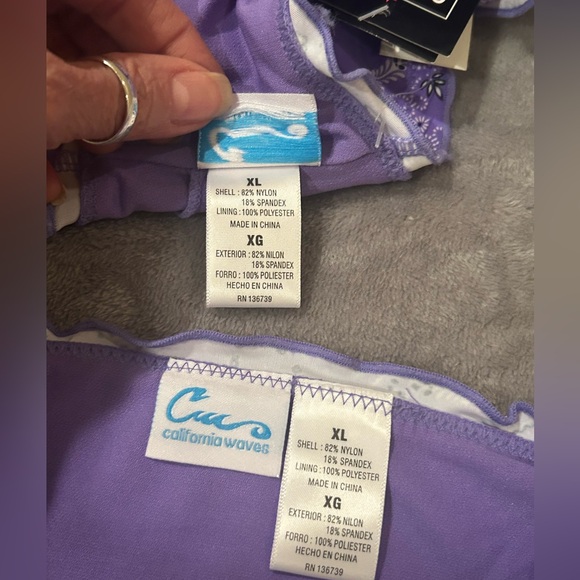 XL
SHELL : 82% NYLON
18% SPANDEX
LINING : 100% POLYESTER
MADE IN CHINA
XG
EXTERIOR : 82% NILON
18% SPANDEX
FORRO : 100% POLIESTER
HECHO EN CHINA
RN 136739
california waves
XL
SHELL : 82% NYLON
18% SPANDEX
LINING : 100% POLYESTER
MADE IN CHINA
XG
EXTERIOR : 82% NILON
18% SPANDEX
FORRO : 100% POLIESTER
HECHO EN CHINA
RN 136739